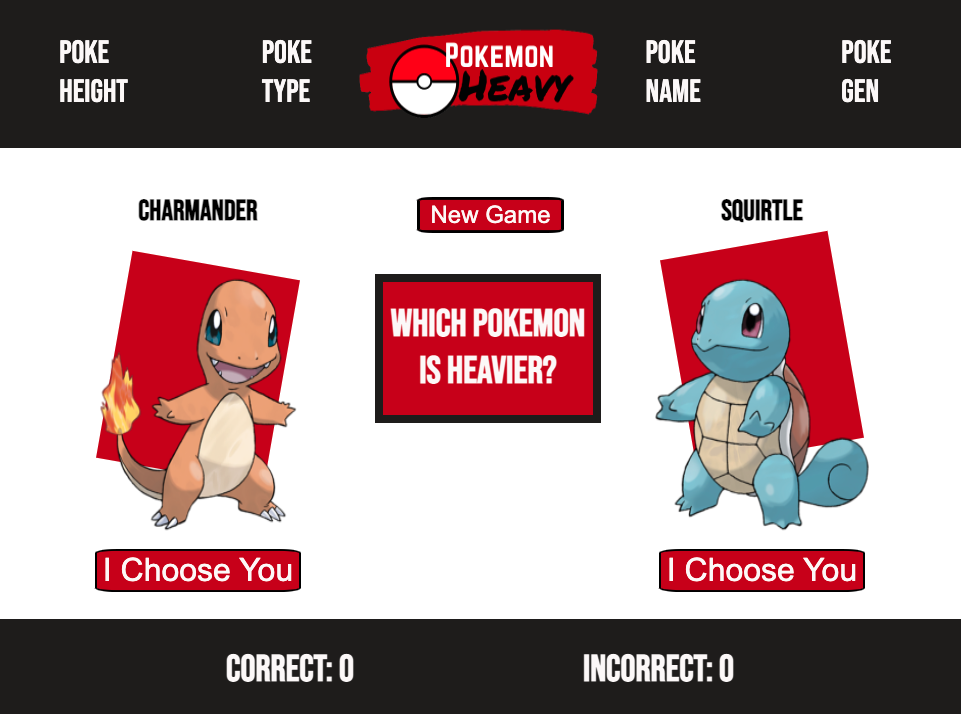 POKE
HEIGHT
POKE
TYPE
POKEMON
HEAVY
POKE
NAME
POKE
GEN
CHARMANDER
New Game
SQUIRTLE
WHICH POKEMON
IS HEAVIER?
I Choose You
I Choose You
CORRECT: 0
INCORRECT: 0